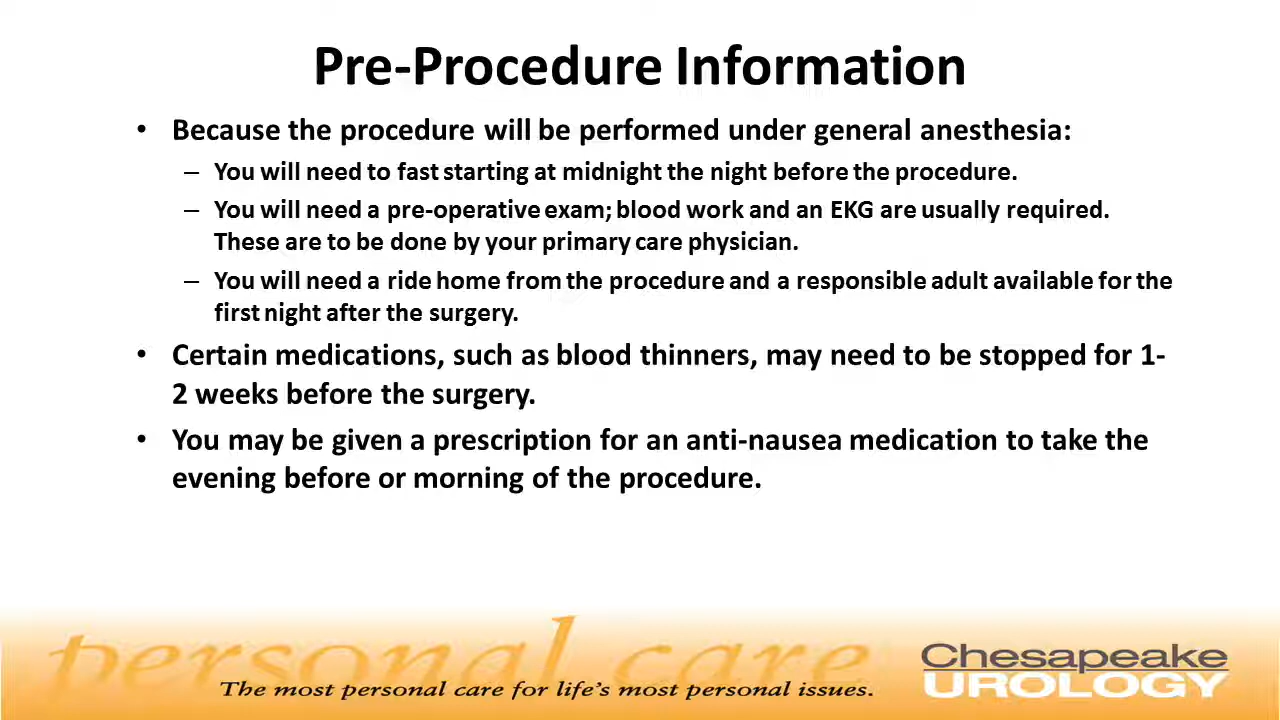 Pre-Procedure Information
• Because the procedure will be performed under general anesthesia:
– You will need to fast starting at midnight the night before the procedure.
– You will need a pre-operative exam; blood work and an EKG are usually required.
These are to be done by your primary care physician.
– You will need a ride home from the procedure and a responsible adult available for the
first night after the surgery.
• Certain medications, such as blood thinners, may need to be stopped for 1-
2 weeks before the surgery.
• You may be given a prescription for an anti-nausea medication to take the
evening before or morning of the procedure.
personal care
The most personal care for life's most personal issues.
Chesapeake
UROLOGY